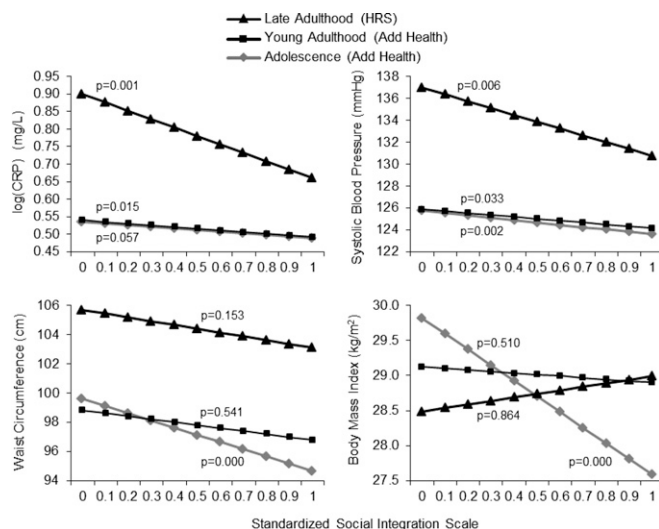 Late Adulthood (HRS)
Young Adulthood (Add Health)
Adolescence (Add Health)
log(CRP) (mg/L)
0.95
0.90
0.85
0.80
0.75
0.70
0.65
0.60
0.55
0.50
0.45
p=0.001
p=0.015
p=0.057
0 0.1 0.2 0.3 0.4 0.5 0.6 0.7 0.8 0.9 1
Systolic Blood Pressure (mmHg)
138
136
134
132
130
128
126
124
122
p=0.006
p=0.033
p=0.002
0 0.1 0.2 0.3 0.4 0.5 0.6 0.7 0.8 0.9 1
Waist Circumference (cm)
106
104
102
100
98
96
94
p=0.153
p=0.541
p=0.000
0 0.1 0.2 0.3 0.4 0.5 0.6 0.7 0.8 0.9 1
Body Mass Index (kg/m²)
30.0
29.5
29.0
28.5
28.0
27.5
p=0.510
p=0.864
p=0.000
0 0.1 0.2 0.3 0.4 0.5 0.6 0.7 0.8 0.9 1
Standardized Social Integration Scale